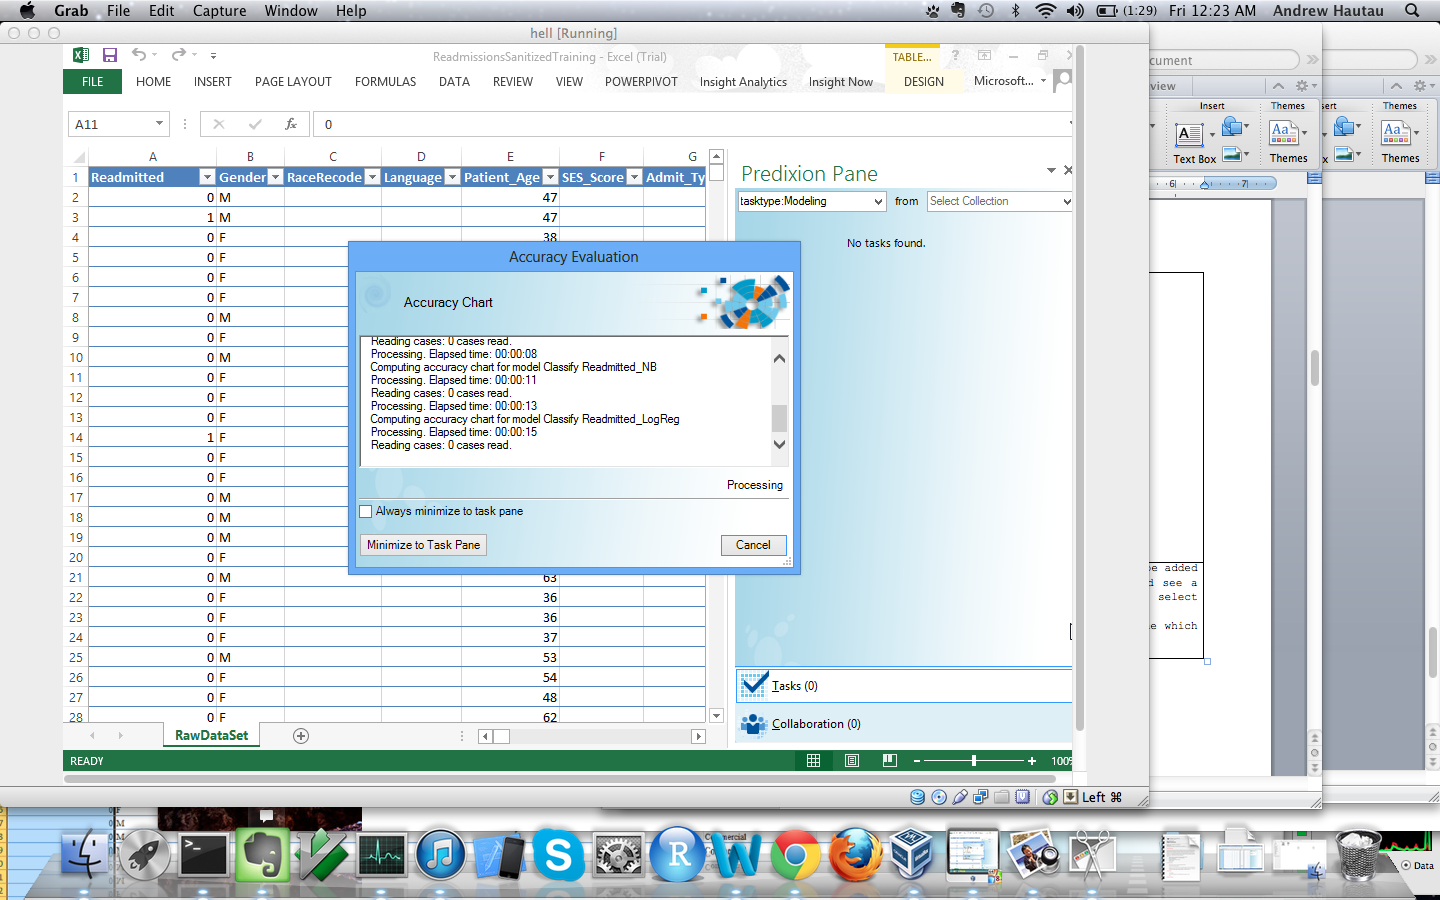 Grab File Edit Capture Window Help (1:29) Fri 12:23 AM Andrew Hautau
hell [Running]
ReadmissionsSanitizedTraining - Excel (Trial) TABLE... ?
FILE HOME INSERT PAGE LAYOUT FORMULAS DATA REVIEW VIEW POWERPIVOT Insight Analytics Insight Now DESIGN Microsoft...
A11 fx 0
A B C D E F G
1 Readmitted Gender RaceRecode Language Patient_Age SES_Score Admit_Ty
2 0 M 47
3 1 M 47
4 0 F 38
5 0 F
6 0 F
7 0 F
8 0 M
9 0 F
10 0 M
11 0 F
12 0 F
13 0 F
14 1 F
15 0 F
16 0 F
17 0 M
18 0 M
19 0 M
20 0 F
21 0 M 63
22 0 F 36
23 0 F 36
24 0 F 37
25 0 M 53
26 0 F 54
27 0 F 48
28 0 F 62
RawDataSet
READY 100%
Predixion Pane
tasktype:Modeling from Select Collection
No tasks found.
Tasks (0)
Collaboration (0)
Accuracy Evaluation
Accuracy Chart
Reading cases: 0 cases read.
Processing. Elapsed time: 00:00:08
Computing accuracy chart for model Classify Readmitted_NB
Processing. Elapsed time: 00:00:11
Reading cases: 0 cases read.
Processing. Elapsed time: 00:00:13
Computing accuracy chart for model Classify Readmitted_LogReg
Processing. Elapsed time: 00:00:15
Reading cases: 0 cases read.
Processing
Always minimize to task pane
Minimize to Task Pane Cancel
Left ⌘
cument
view
Insert Themes sert Themes
Text Box Themes x Themes
6 7
be added
d see a
select
e which
Data